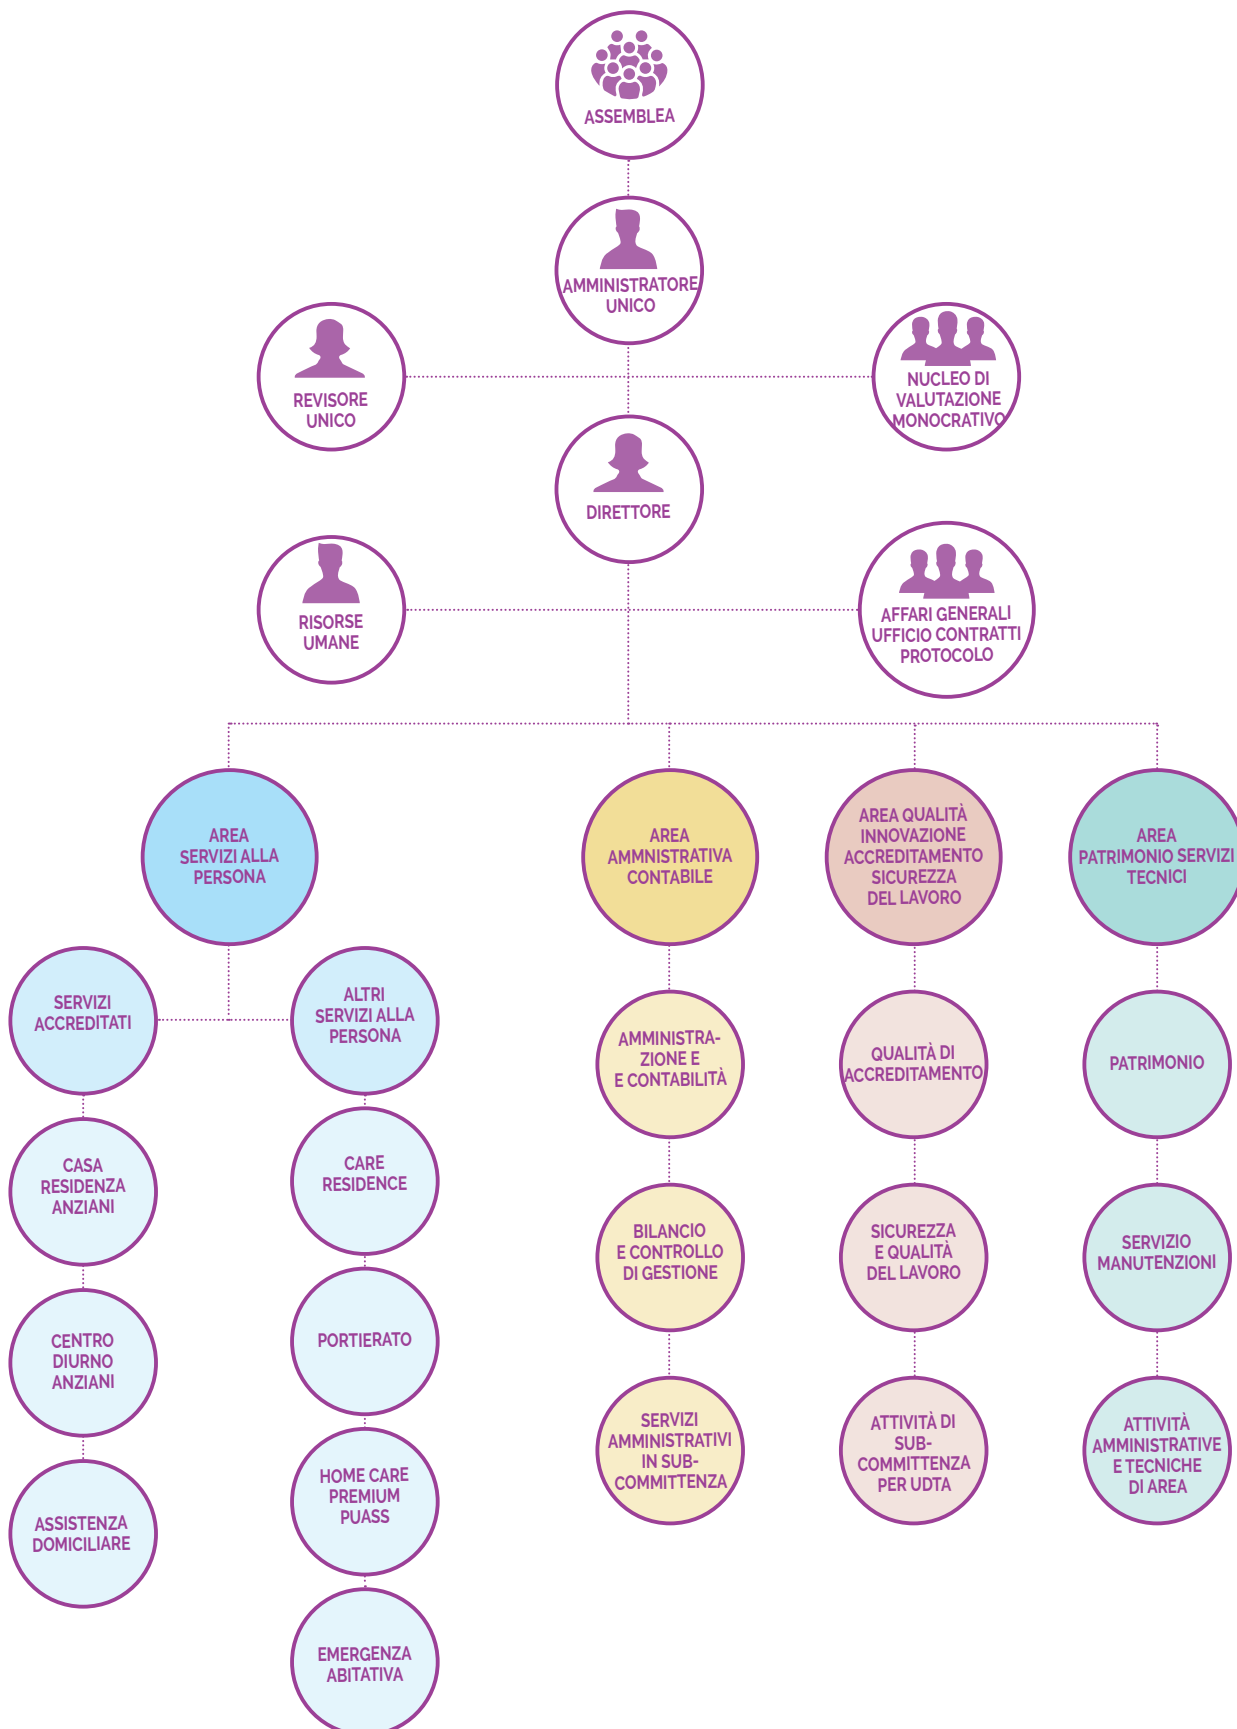 ASSEMBLEA
AMMINISTRATORE
UNICO
REVISORE
UNICO
NUCLEO DI
VALUTAZIONE
MONOCRATIVO
DIRETTORE
RISORSE
UMANE
AFFARI GENERALI
UFFICIO CONTRATTI
PROTOCOLO
AREA
SERVIZI ALLA
PERSONA
AREA
AMMNISTRATIVA
CONTABILE
AREA QUALITÀ
INNOVAZIONE
ACCREDITAMENTO
SICUREZZA
DEL LAVORO
AREA
PATRIMONIO SERVIZI
TECNICI
SERVIZI
ACCREDITATI
ALTRI
SERVIZI ALLA
PERSONA
AMMINISTRA-
ZIONE E
E CONTABILITÀ
QUALITÀ DI
ACCREDITAMENTO
PATRIMONIO
CASA
RESIDENZA
ANZIANI
CARE
RESIDENCE
BILANCIO
E CONTROLLO
DI GESTIONE
SICUREZZA
E QUALITÀ
DEL LAVORO
SERVIZIO
MANUTENZIONI
CENTRO
DIURNO
ANZIANI
PORTIERATO
SERVIZI
AMMINISTRATIVI
IN SUB-
COMMITTENZA
ATTIVITÀ DI
SUB-
COMMITTENZA
PER UDTA
ATTIVITÀ
AMMINISTRATIVE
E TECNICHE
DI AREA
ASSISTENZA
DOMICILIARE
HOME CARE
PREMIUM
PUASS
EMERGENZA
ABITATIVA